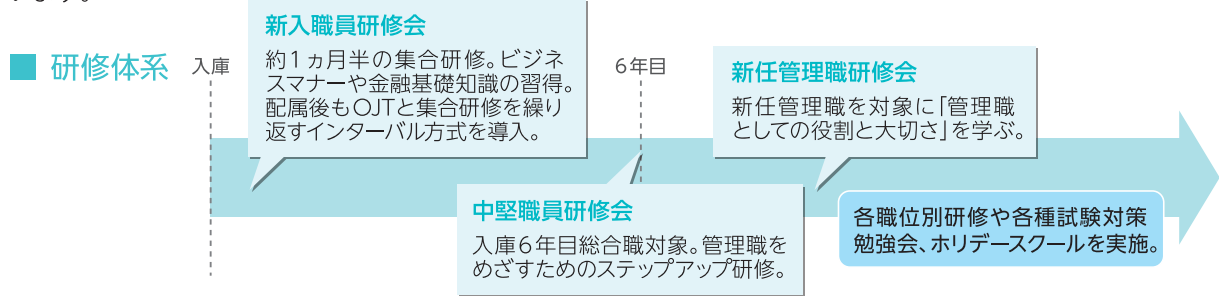 います。
■ 研修体系
入庫
新入職員研修会
約1ヵ月半の集合研修。ビジネ
スマナーや金融基礎知識の習得。
配属後もOJTと集合研修を繰り
返すインターバル方式を導入。
6年目
中堅職員研修会
入庫6年目総合職対象。管理職を
めざすためのステップアップ研修。
新任管理職研修会
新任管理職を対象に「管理職
としての役割と大切さ」を学ぶ。
各職位別研修や各種試験対策
勉強会、ホリデースクールを実施。